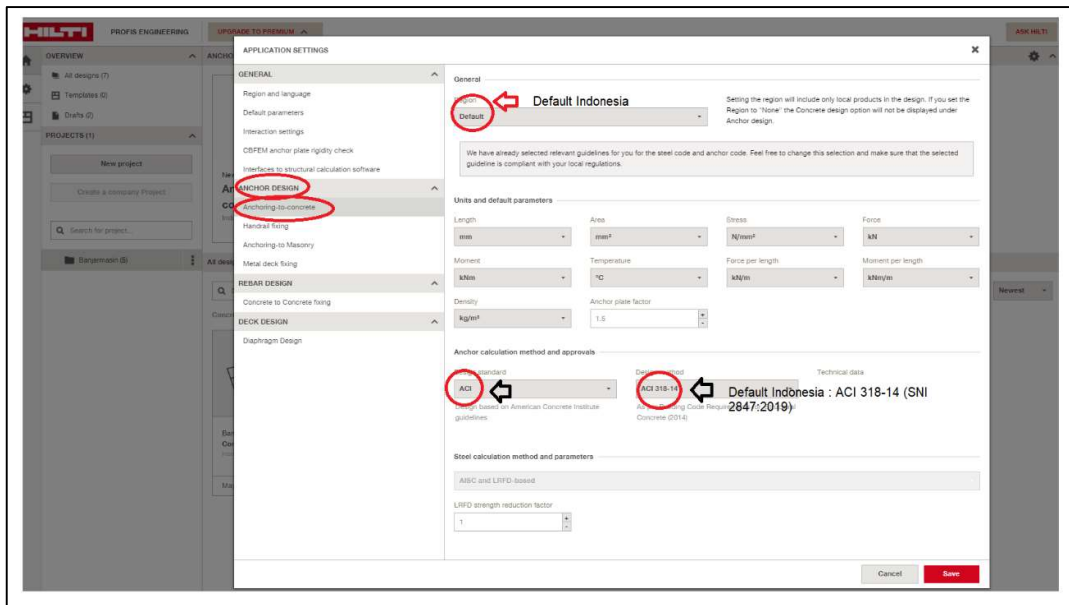 HILTI
PROFIS ENGINEERING
UPGRADE TO PREMIUM
ASK HILTI
OVERVIEW
All designs (7)
Templates (0)
Drafts (2)
PROJECTS (1)
New project
Create a company Project
Search for project...
Banjarmasin (5)
All desi
Newest
APPLICATION SETTINGS
GENERAL
Region and language
Default parameters
Interaction settings
CBFEM anchor plate rigidity check
Interfaces to structural calculation software
ANCHOR DESIGN
Anchoring-to-concrete
Handrail fixing
Anchoring-to Masonry
Metal deck fixing
REBAR DESIGN
Concrete to Concrete fixing
DECK DESIGN
Diaphragm Design
General
Region
Default
Default Indonesia
Setting the region will include only local products in the design. If you set the
Region to "None" the Concrete design option will not be displayed under
Anchor design.
We have already selected relevant guidelines for you for the steel code and anchor code. Feel free to change this selection and make sure that the selected
guideline is compliant with your local regulations.
Units and default parameters
Length Area Stress Force
mm mm² N/mm² kN
Moment Temperature Force per length Moment per length
kNm °C kN/m kNm/m
Density Anchor plate factor
kg/m³ 1.5
Anchor calculation method and approvals
Design standard Design method Technical data
ACI ACI 318-14
Default Indonesia : ACI 318-14 (SNI
2847:2019)
Design based on American Concrete Institute
guidelines
Concrete (2014)
Steel calculation method and parameters
AISC and LRFD-based
LRFD strength reduction factor
1
Cancel Save